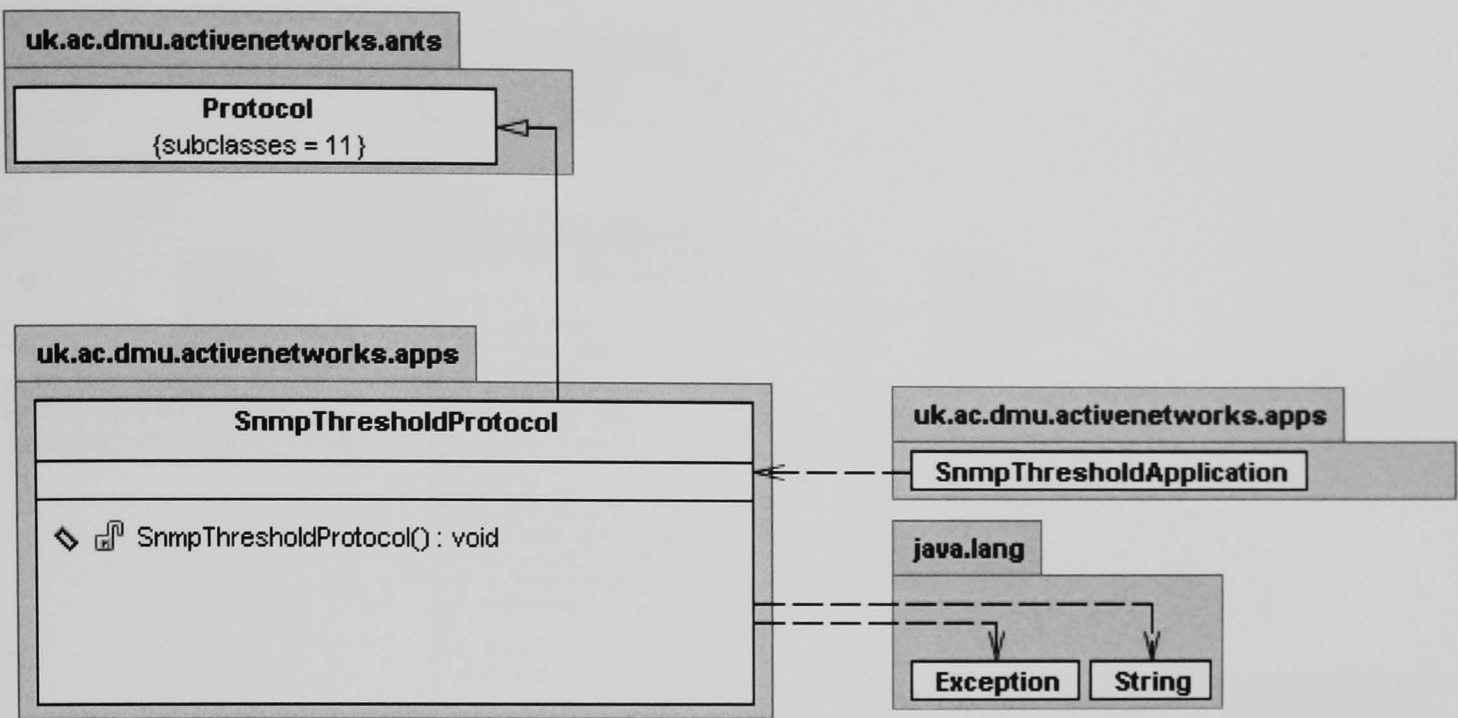 uk.ac.dmu.activenetworks.ants
Protocol
{subclasses = 11}
uk.ac.dmu.activenetworks.apps
SnmpThresholdProtocol
SnmpThresholdProtocol() : void
uk.ac.dmu.activenetworks.apps
SnmpThresholdApplication
java.lang
Exception
String